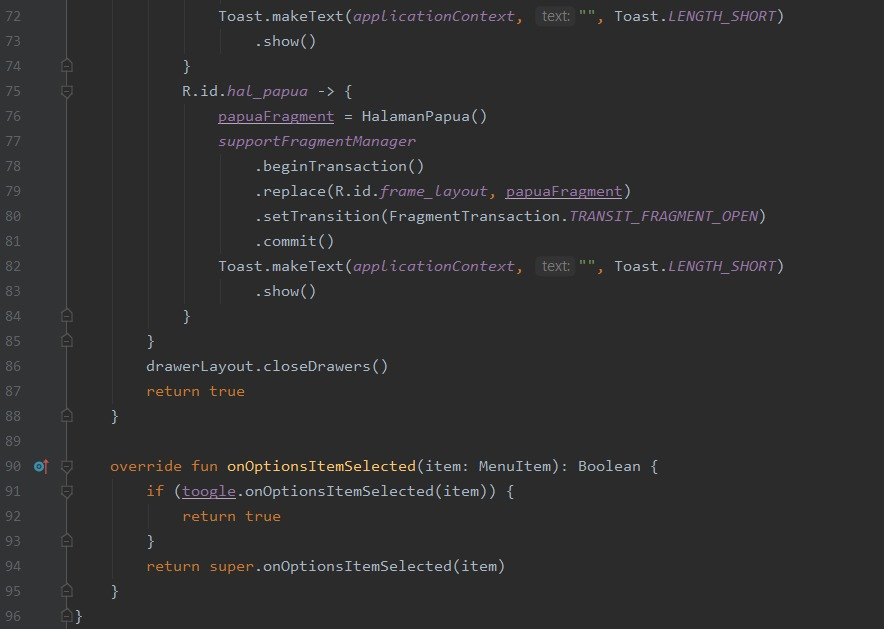 72 Toast.makeText(applicationContext, text: "", Toast.LENGTH_SHORT)
73 .show()
74 }
75 R.id.hal_papua -> {
76 papuaFragment = HalamanPapua()
77 supportFragmentManager
78 .beginTransaction()
79 .replace(R.id.frame_layout, papuaFragment)
80 .setTransition(FragmentTransaction.TRANSIT_FRAGMENT_OPEN)
81 .commit()
82 Toast.makeText(applicationContext, text: "", Toast.LENGTH_SHORT)
83 .show()
84 }
85 }
86 drawerLayout.closeDrawers()
87 return true
88 }
89
90 override fun onOptionsItemSelected(item: MenuItem): Boolean {
91 if (toogle.onOptionsItemSelected(item)) {
92 return true
93 }
94 return super.onOptionsItemSelected(item)
95 }
96 }